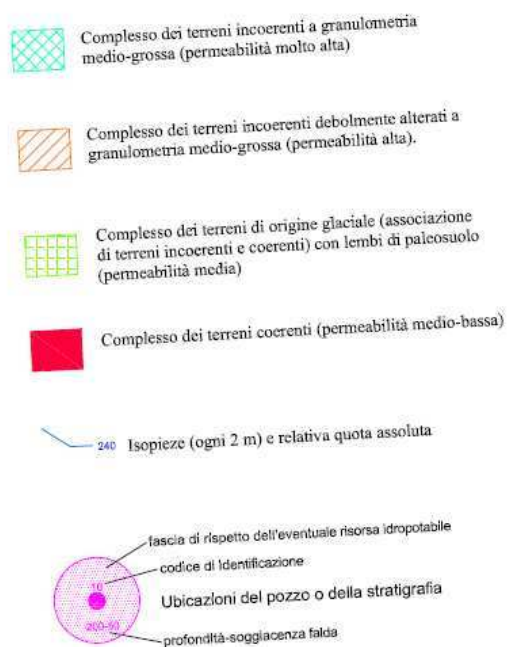 Complesso dei terreni incoerenti a granulometria
medio-grossa (permeabilità molto alta)
Complesso dei terreni incoerenti debolmente alterati a
granulometria medio-grossa (permeabilità alta).
Complesso dei terreni di origine glaciale (associazione
di terreni incoerenti e coerenti) con lembi di paleosuolo
(permeabilità media)
Complesso dei terreni coerenti (permeabilità medio-bassa)
240 Isopieze (ogni 2 m) e relativa quota assoluta
fascia di rispetto dell'eventuale risorsa idropotabile
codice di identificazione
16
Ubicazioni del pozzo o della stratigrafia
200-50
profondità-soggiacenza falda